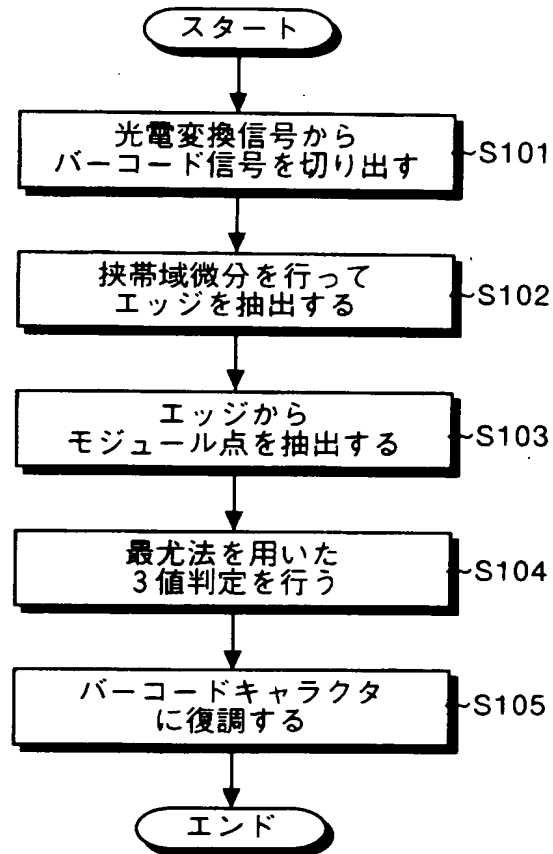 スタート
光電変換信号から
バーコード信号を切り出す
S101
挟帯域微分を行って
エッジを抽出する
S102
エッジから
モジュール点を抽出する
S103
最尤法を用いた
3値判定を行う
S104
バーコードキャラクタ
に復調する
S105
エンド